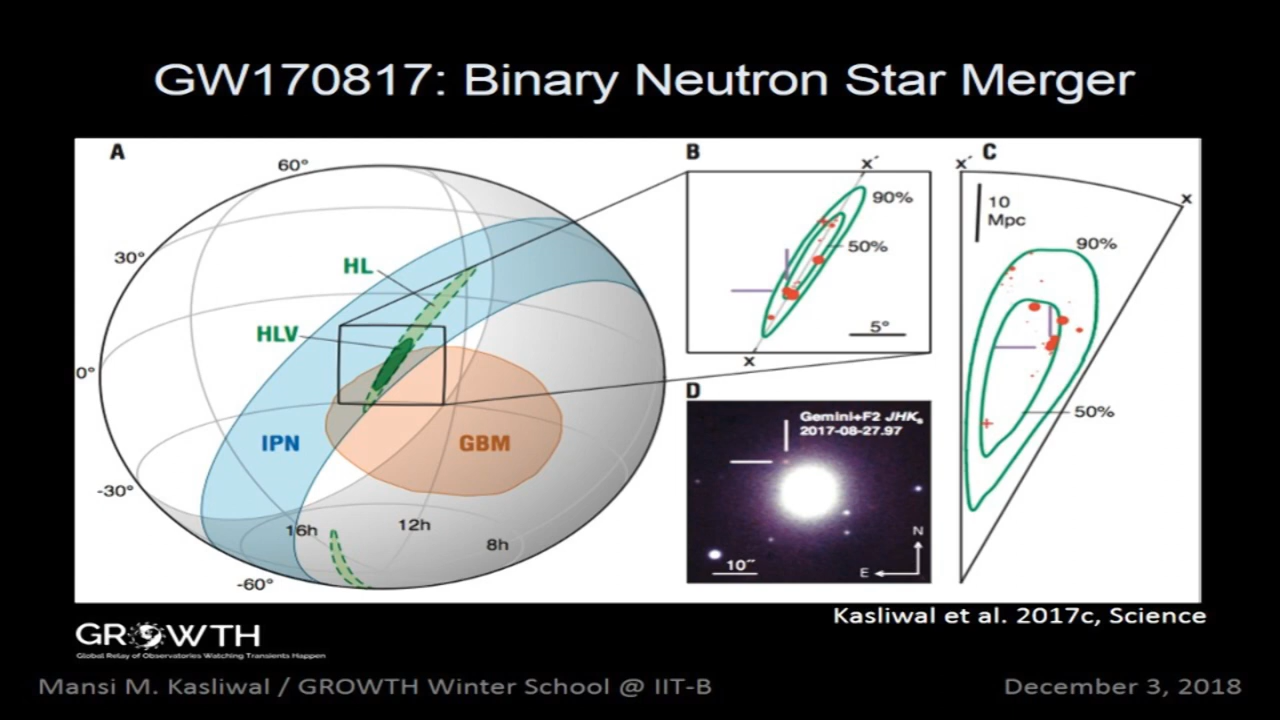 GW170817: Binary Neutron Star Merger
A
60°
30°
0°
-30°
-60°
HL
HLV
IPN
GBM
16h
12h
8h
B
x´
90%
50%
5°
x
x´
C
x
10
Mpc
90%
50%
D
Gemini+F2 JHKs
2017-08-27.97
10″
N
E
Kasliwal et al. 2017c, Science
GROWTH
Global Relay of Observatories Watching Transients Happen
Mansi M. Kasliwal / GROWTH Winter School @ IIT-B
December 3, 2018